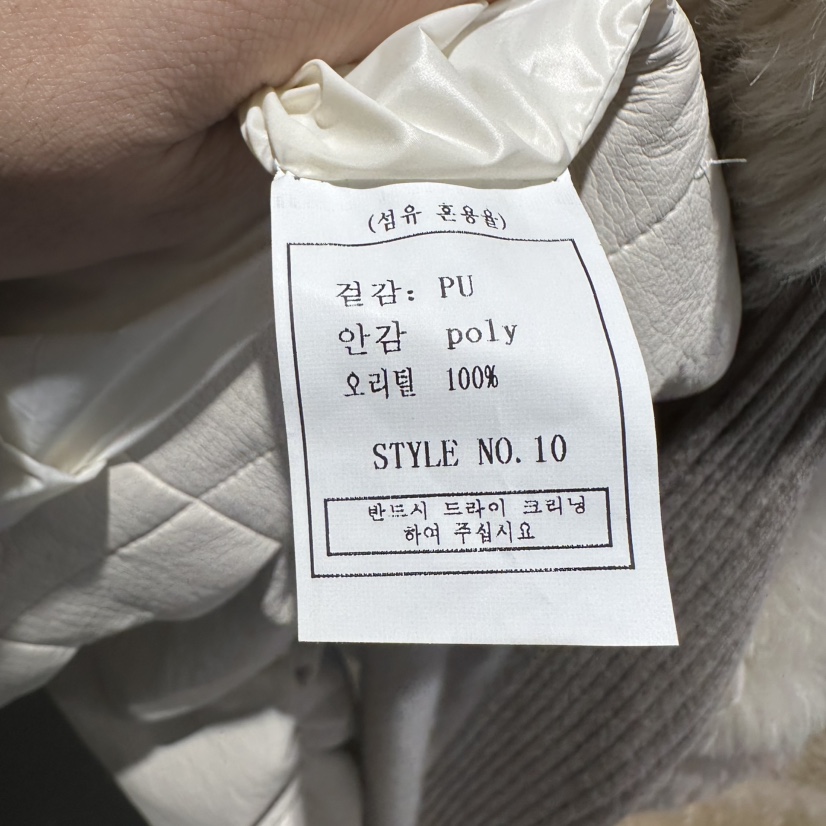 (섬유 혼용율)
겉감: PU
안감 poly
오리털 100%
STYLE NO. 10
반드시 드라이 크리닝
하여 주십시요